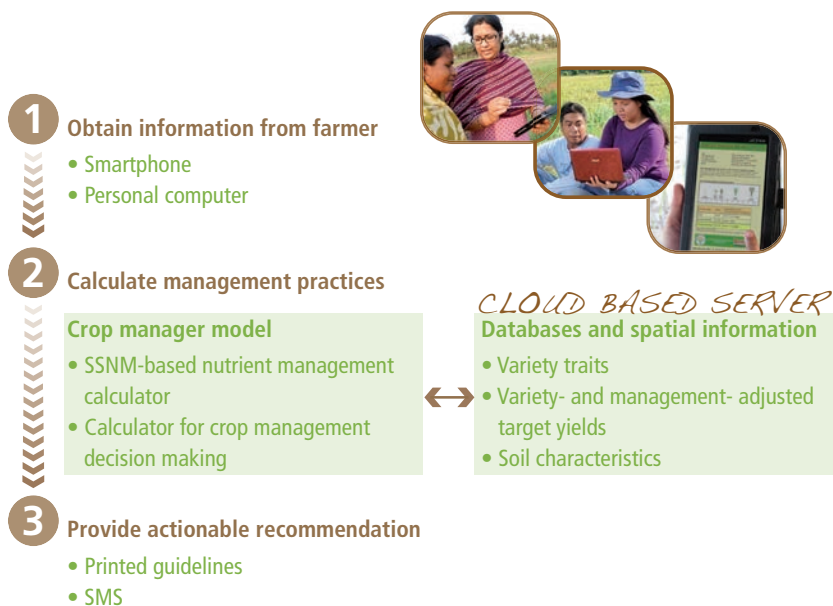 1 Obtain information from farmer
• Smartphone
• Personal computer
2 Calculate management practices
Crop manager model
• SSNM-based nutrient management
calculator
• Calculator for crop management
decision making
CLOUD BASED SERVER
Databases and spatial information
• Variety traits
• Variety- and management- adjusted
target yields
• Soil characteristics
3 Provide actionable recommendation
• Printed guidelines
• SMS